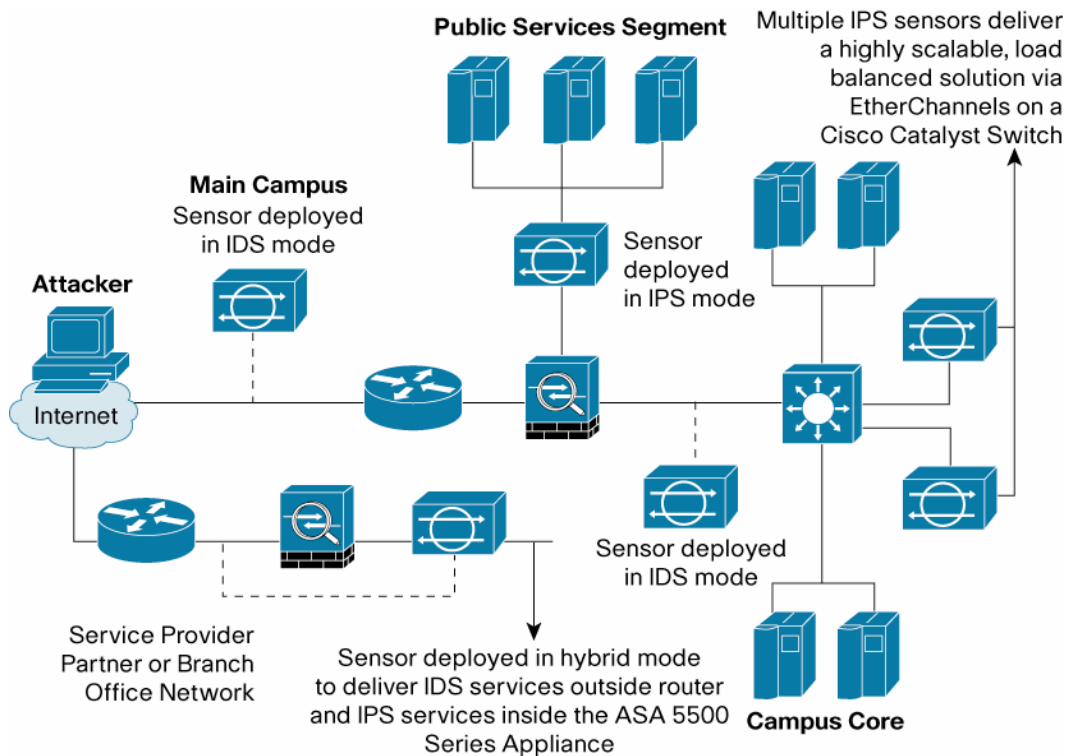 Public Services Segment
Multiple IPS sensors deliver
a highly scalable, load
balanced solution via
EtherChannels on a
Cisco Catalyst Switch
Main Campus
Sensor deployed
in IDS mode
Sensor
deployed
in IPS mode
Attacker
Internet
Sensor deployed
in IDS mode
Service Provider
Partner or Branch
Office Network
Sensor deployed in hybrid mode
to deliver IDS services outside router
and IPS services inside the ASA 5500
Series Appliance
Campus Core